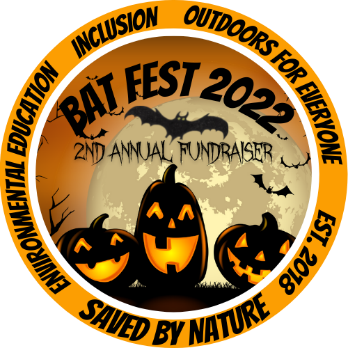 ENVIRONMENTAL EDUCATION
INCLUSION
OUTDOORS FOR EVERYONE
EST. 2018
BAT FEST 2022
2ND ANNUAL FUNDRAISER
SAVED BY NATURE